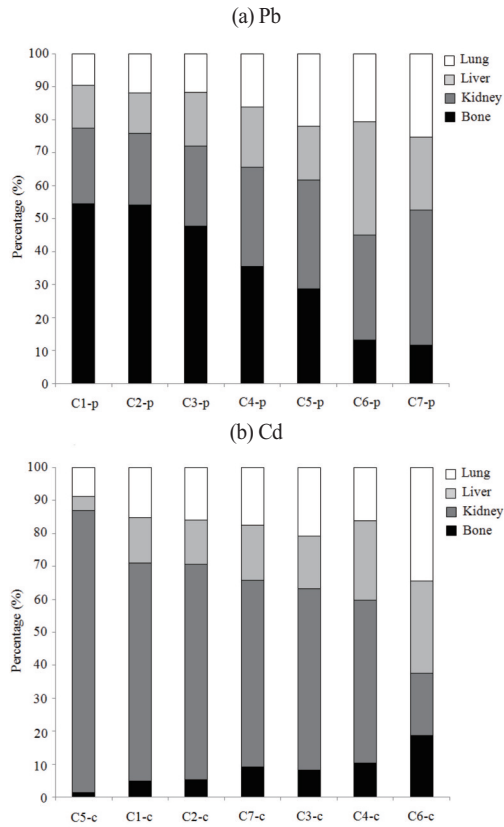 (a) Pb
100
90
80
70
60
50
40
30
20
10
0
Percentage (%)
Lung
Liver
Kidney
Bone
C1-p C2-p C3-p C4-p C5-p C6-p C7-p
(b) Cd
100
90
80
70
60
50
40
30
20
10
0
Percentage (%)
Lung
Liver
Kidney
Bone
C5-c C1-c C2-c C7-c C3-c C4-c C6-c